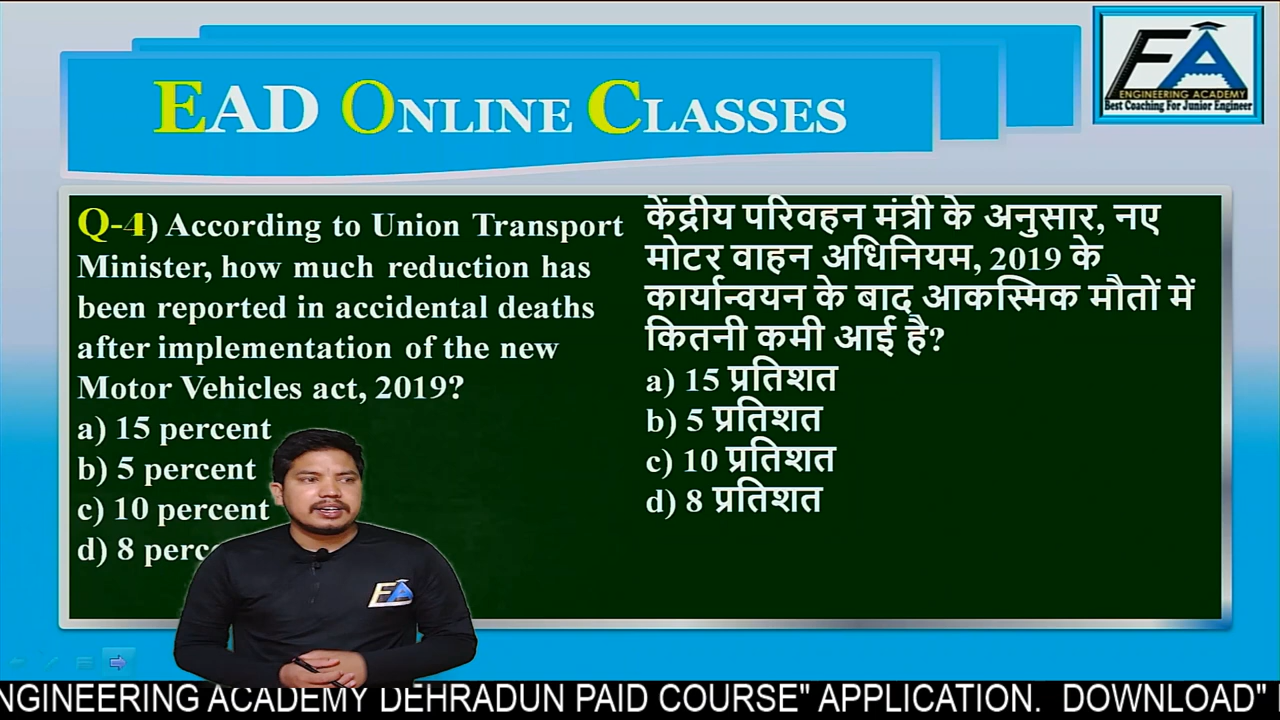 EAD ONLINE CLASSES
ENGINEERING ACADEMY
Best Coaching For Junior Engineer
Q-4) According to Union Transport
Minister, how much reduction has
been reported in accidental deaths
after implementation of the new
Motor Vehicles act, 2019?
a) 15 percent
b) 5 percent
c) 10 percent
d) 8 perc
केंद्रीय परिवहन मंत्री के अनुसार, नए
मोटर वाहन अधिनियम, 2019 के
कार्यान्वयन के बाद आकस्मिक मौतों में
कितनी कमी आई है?
a) 15 प्रतिशत
b) 5 प्रतिशत
c) 10 प्रतिशत
d) 8 प्रतिशत
NGINEERING ACADEMY DEHRADUN PAID COURSE" APPLICATION. DOWNLOAD"